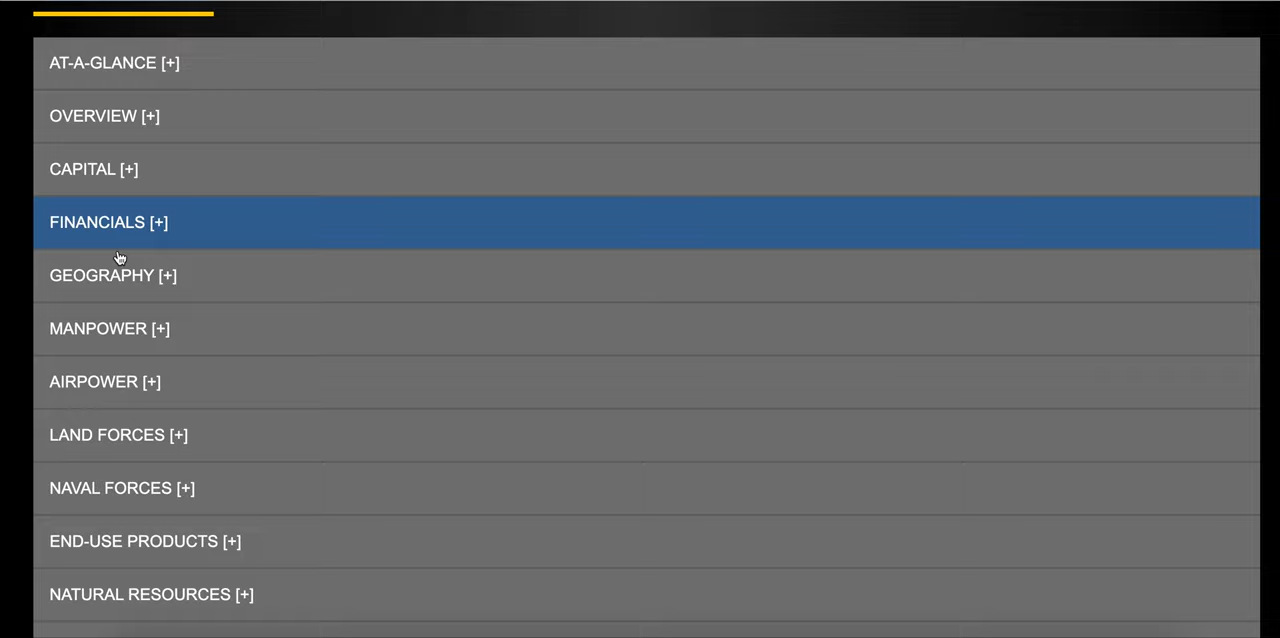 AT-A-GLANCE [+]
OVERVIEW [+]
CAPITAL [+]
FINANCIALS [+]
GEOGRAPHY [+]
MANPOWER [+]
AIRPOWER [+]
LAND FORCES [+]
NAVAL FORCES [+]
END-USE PRODUCTS [+]
NATURAL RESOURCES [+]